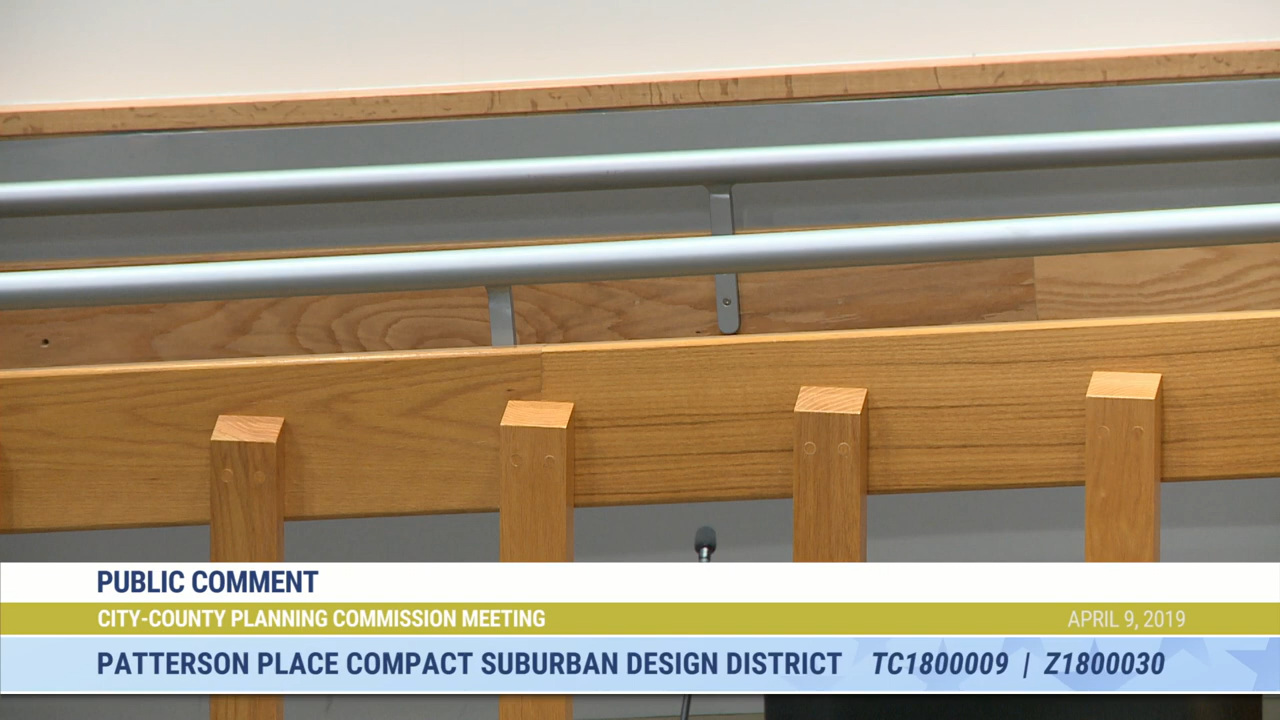 PUBLIC COMMENT
CITY-COUNTY PLANNING COMMISSION MEETING APRIL 9, 2019
PATTERSON PLACE COMPACT SUBURBAN DESIGN DISTRICT TC1800009 | Z1800030